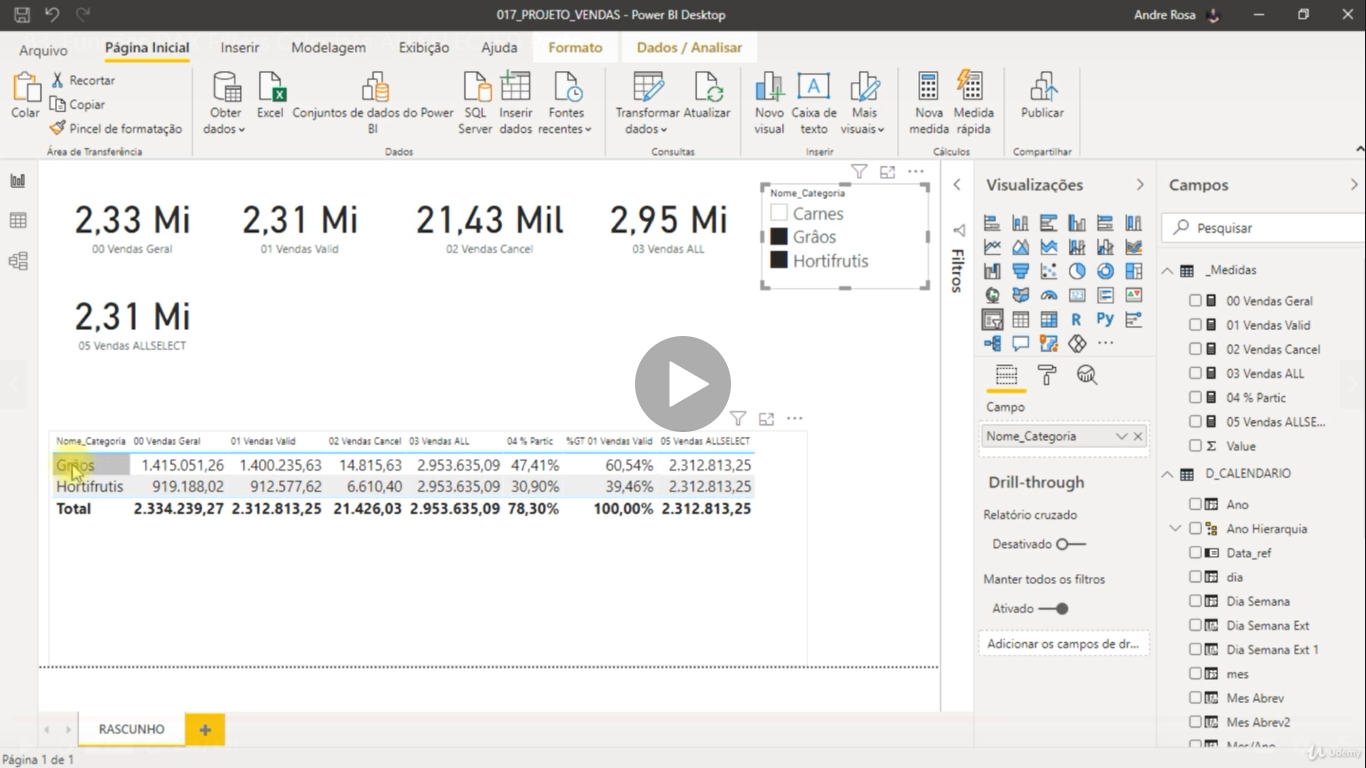 017_PROJETO_VENDAS - Power BI Desktop
Andre Rosa
Arquivo
Página Inicial
Inserir
Modelagem
Exibição
Ajuda
Formato
Dados / Analisar
Colar
Recortar
Copiar
Pincel de formatação
Área de Transferência
Obter dados
Excel
Conjuntos de dados do Power BI
SQL Server
Inserir dados
Fontes recentes
Dados
Transformar dados
Atualizar
Consultas
Novo visual
Caixa de texto
Mais visuais
Inserir
Nova medida
Medida rápida
Cálculos
Publicar
Compartilhar
2,33 Mi
00 Vendas Geral
2,31 Mi
01 Vendas Valid
21,43 Mil
02 Vendas Cancel
2,95 Mi
03 Vendas ALL
Nome_Categoria
Carnes
Grâos
Hortifrutis
2,31 Mi
05 Vendas ALLSELECT
Nome_Categoria 00 Vendas Geral 01 Vendas Valid 02 Vendas Cancel 03 Vendas ALL 04 % Partic %GT 01 Vendas Valid 05 Vendas ALLSELECT
Grâos 1.415.051,26 1.400.235,63 14.815,63 2.953.635,09 47,41% 60,54% 2.312.813,25
Hortifrutis 919.188,02 912.577,62 6.610,40 2.953.635,09 30,90% 39,46% 2.312.813,25
Total 2.334.239,27 2.312.813,25 21.426,03 2.953.635,09 78,30% 100,00% 2.312.813,25
Filtros
Visualizações
R
Py
Campo
Nome_Categoria
Drill-through
Relatório cruzado
Desativado
Manter todos os filtros
Ativado
Adicionar os campos de dr...
Campos
Pesquisar
_Medidas
00 Vendas Geral
01 Vendas Valid
02 Vendas Cancel
03 Vendas ALL
04 % Partic
05 Vendas ALLSE...
Value
D_CALENDARIO
Ano
Ano Hierarquia
Data_ref
dia
Dia Semana
Dia Semana Ext
Dia Semana Ext 1
mes
Mes Abrev
Mes Abrev2
Mes/Ano
RASCUNHO
Página 1 de 1
Udemy